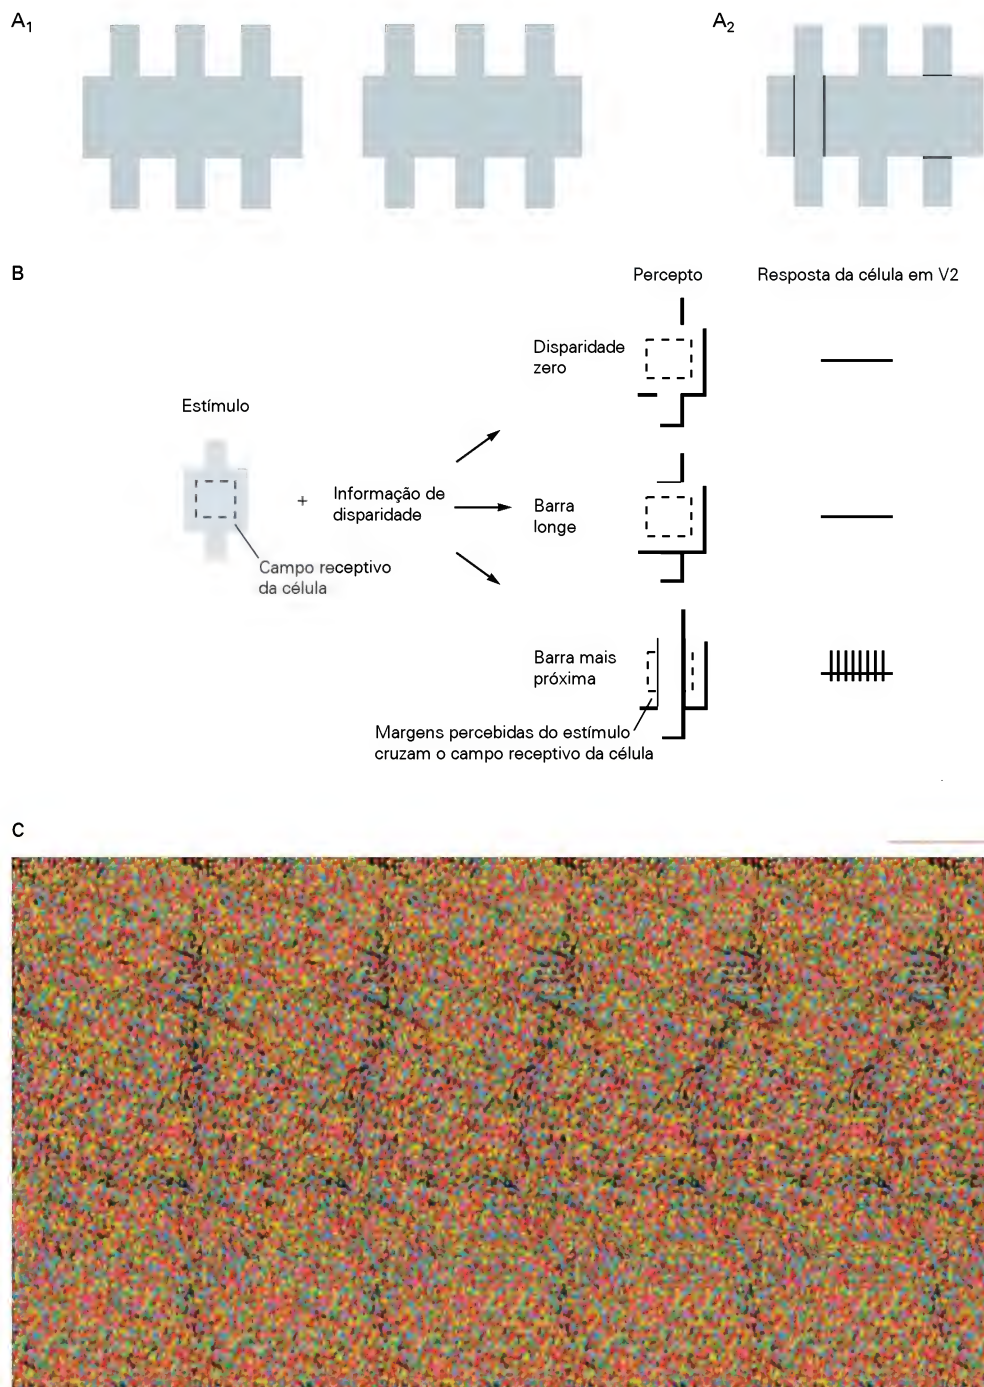 A1
A2
B
Percepto
Resposta da célula em V2
Disparidade
zero
Estímulo
+
Informação de
disparidade
Barra
longe
Campo receptivo
da célula
Barra mais
próxima
Margens percebidas do estímulo
cruzam o campo receptivo da célula
C